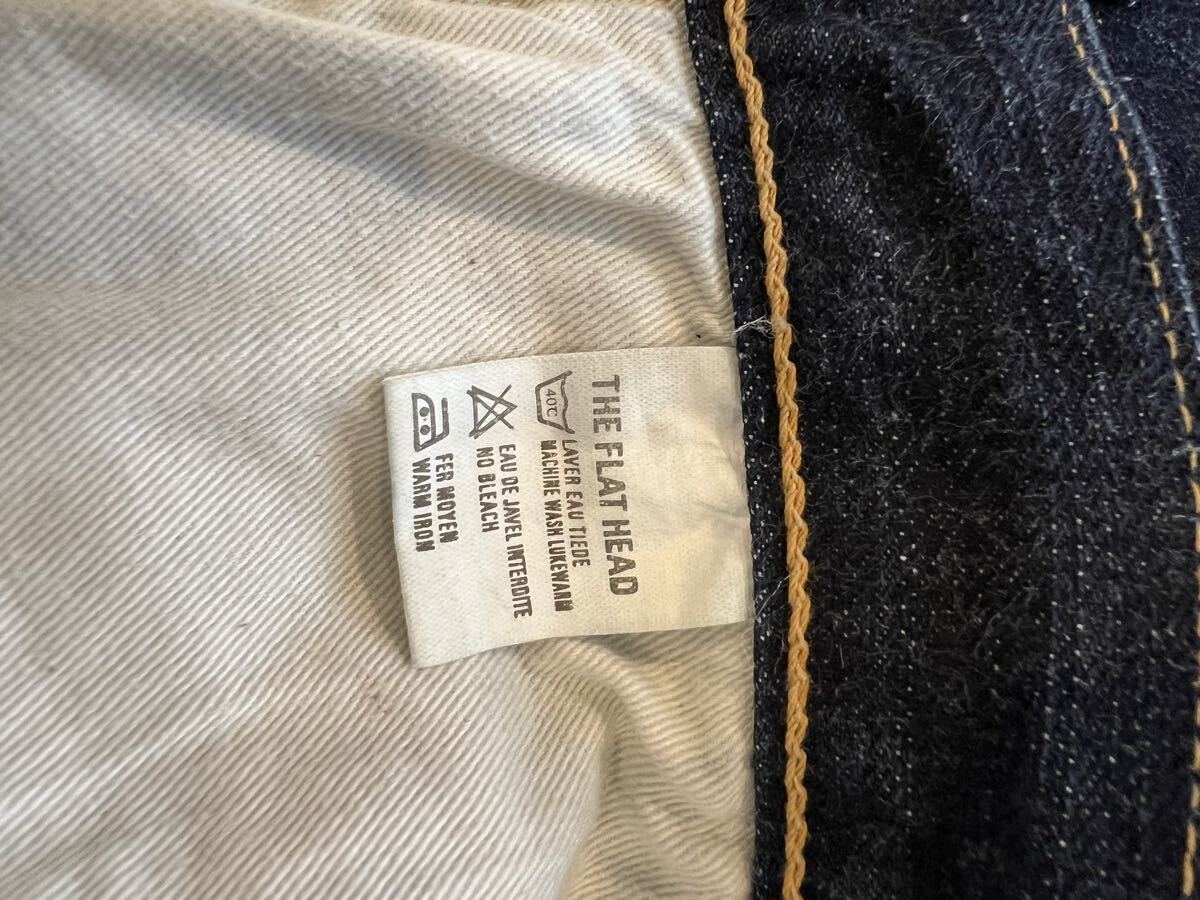 THE FLAT HEAD
40℃
LAVER EAU TIEDE
MACHINE WASH LUKEWARM
EAU DE JAVEL INTERDITE
NO BLEACH
FER MOYEN
WARM IRON